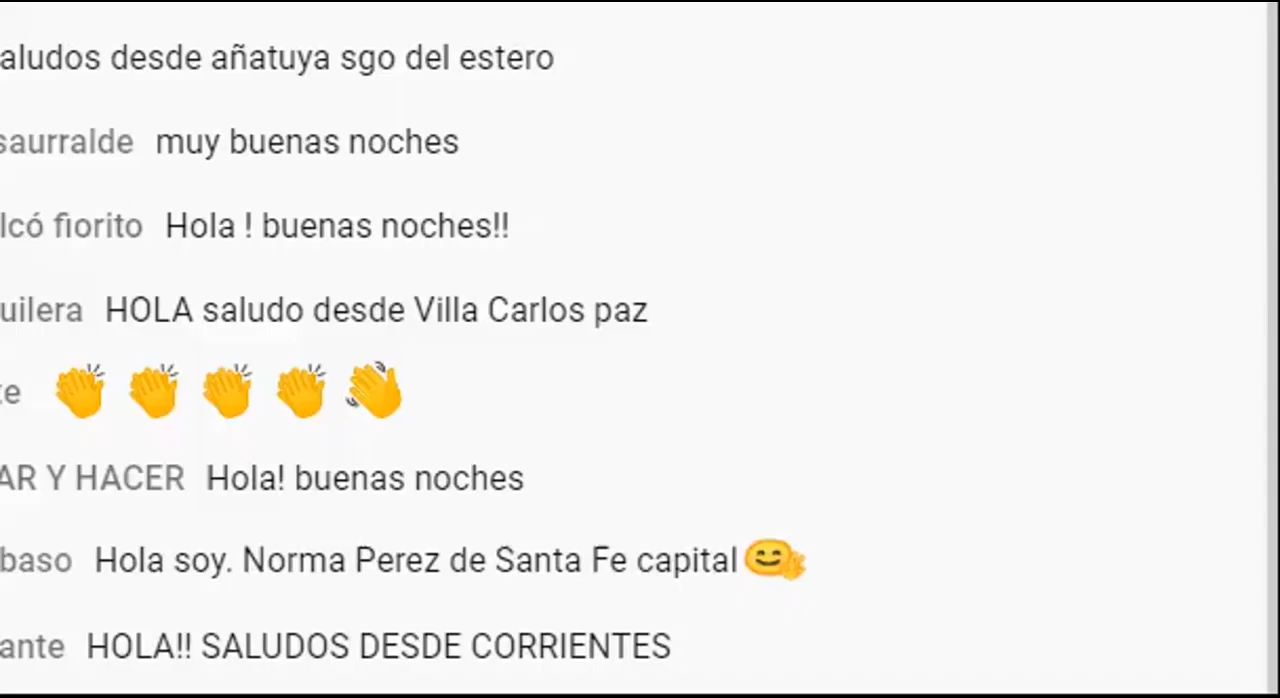 aludos desde añatuya sgo del estero
saurralde muy buenas noches
lcó fiorito Hola ! buenas noches!!
uilera HOLA saludo desde Villa Carlos paz
te 👏 👏 👏 👏 👋
AR Y HACER Hola! buenas noches
baso Hola soy. Norma Perez de Santa Fe capital🤗
ante HOLA!! SALUDOS DESDE CORRIENTES